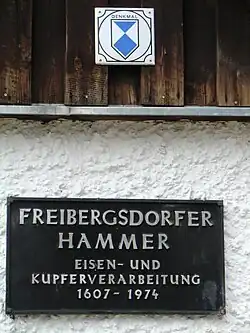 DENKMAL
FREIBERGSDORFER
HAMMER
EISEN- UND
KUPFERVERARBEITUNG
1607-1974